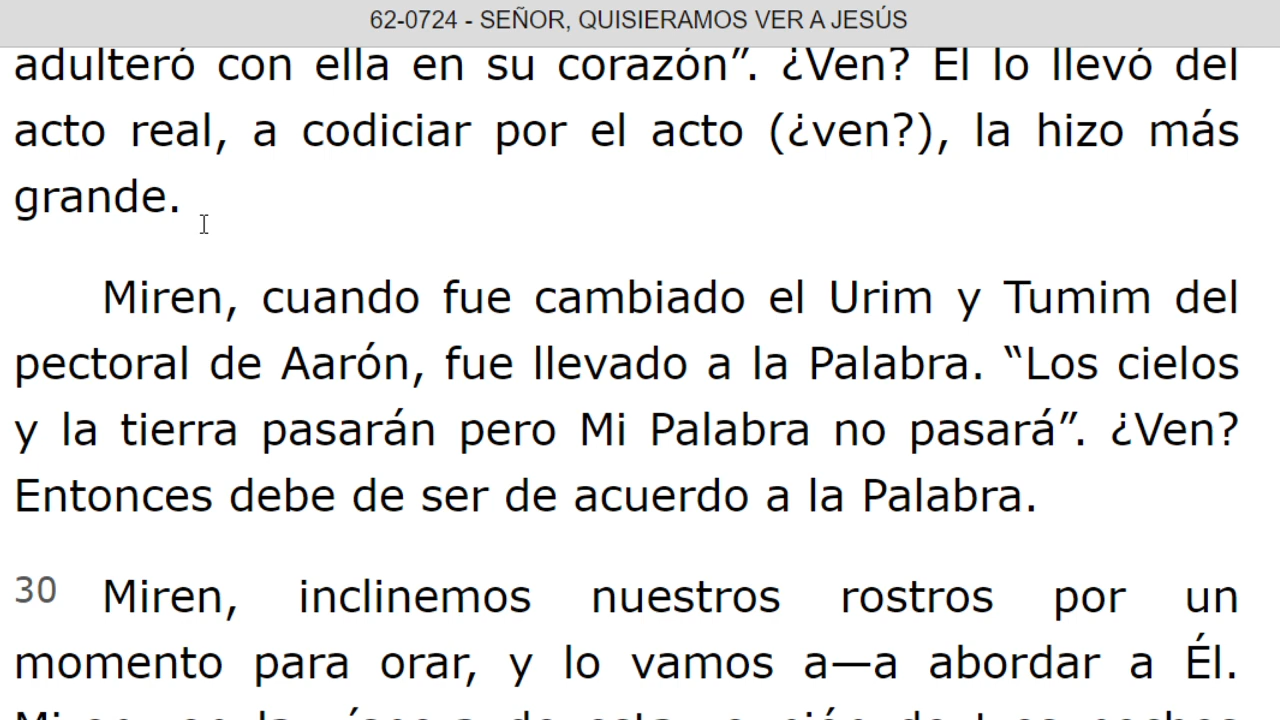 62-0724 - SEÑOR, QUISIERAMOS VER A JESÚS
adulteró con ella en su corazón”. ¿Ven? Él lo llevó del
acto real, a codiciar por el acto (¿ven?), la hizo más
grande.
Miren, cuando fue cambiado el Urim y Tumim del
pectoral de Aarón, fue llevado a la Palabra. “Los cielos
y la tierra pasarán pero Mi Palabra no pasará”. ¿Ven?
Entonces debe de ser de acuerdo a la Palabra.
30 Miren, inclinemos nuestros rostros por un
momento para orar, y lo vamos a—a abordar a Él.